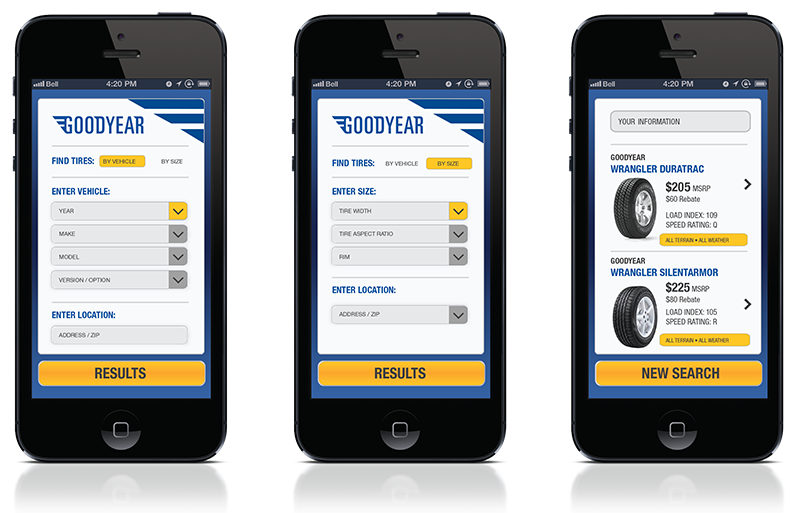 Bell 4:20 PM
GOODYEAR
FIND TIRES: BY VEHICLE BY SIZE
ENTER VEHICLE:
YEAR
MAKE
MODEL
VERSION / OPTION
ENTER LOCATION:
ADDRESS / ZIP
RESULTS
Bell 4:20 PM
GOODYEAR
FIND TIRES: BY VEHICLE BY SIZE
ENTER SIZE:
TIRE WIDTH
TIRE ASPECT RATIO
RIM
ENTER LOCATION:
ADDRESS / ZIP
RESULTS
Bell 4:20 PM
YOUR INFORMATION
GOODYEAR
WRANGLER DURATRAC
$205 MSRP
$60 Rebate
LOAD INDEX: 109
SPEED RATING: Q
ALL TERRAIN • ALL WEATHER
GOODYEAR
WRANGLER SILENTARMOR
$225 MSRP
$80 Rebate
LOAD INDEX: 105
SPEED RATING: R
ALL TERRAIN • ALL WEATHER
NEW SEARCH